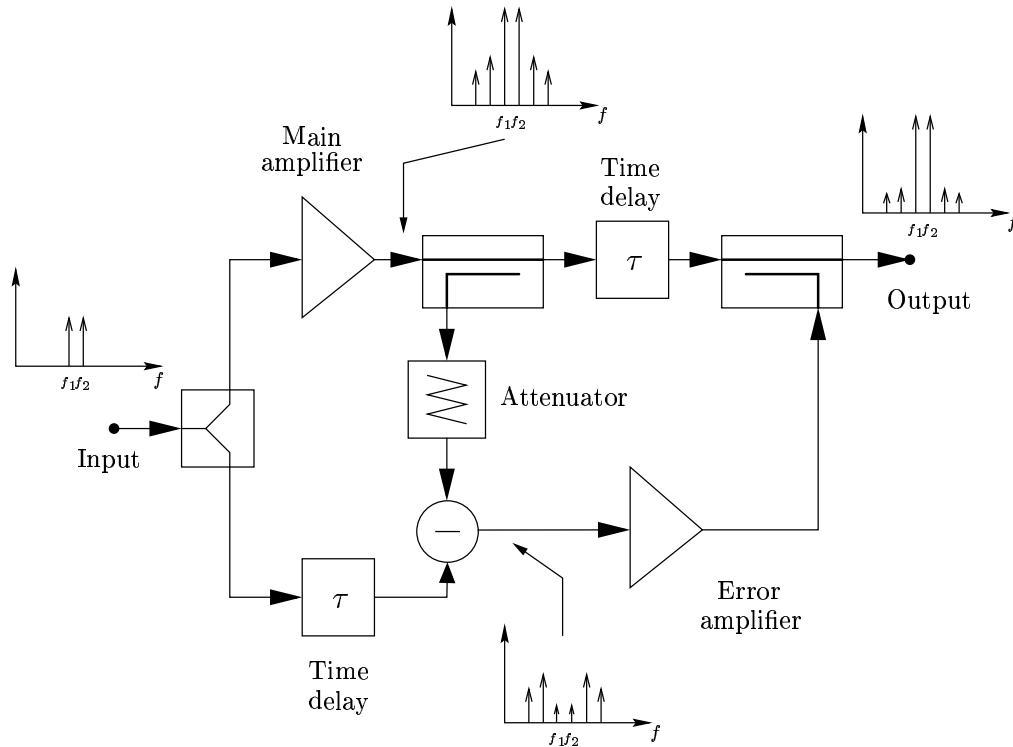 f
f₁f₂
Main
amplifier
Time
delay
f
f₁f₂
τ
Output
f
f₁f₂
Attenuator
Input
—
τ
Error
amplifier
Time
delay
f
f₁f₂